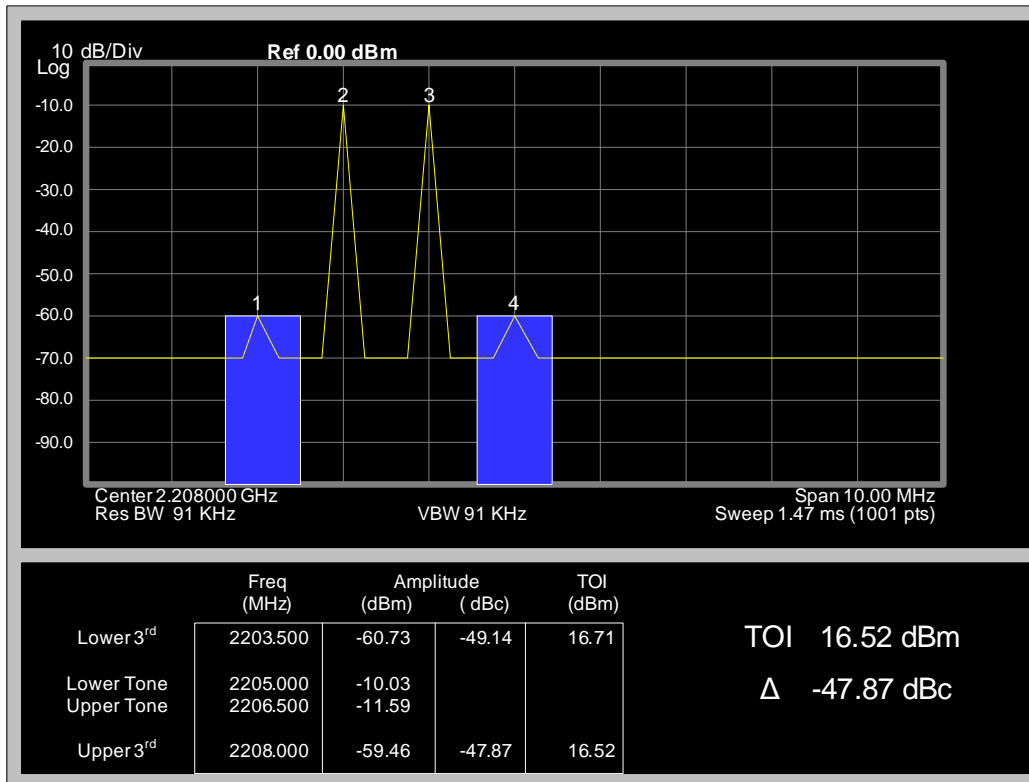 10 dB/Div Ref 0.00 dBm
Log
2 3
-10.0
-20.0
-30.0
-40.0
-50.0
1 4
-60.0
-70.0
-80.0
-90.0
Center 2.208000 GHz Span 10.00 MHz
Res BW 91 KHz VBW 91 KHz Sweep 1.47 ms (1001 pts)
Freq Amplitude TOI
(MHz) (dBm) ( dBc) (dBm)
Lower 3rd 2203.500 -60.73 -49.14 16.71
Lower Tone 2205.000 -10.03
Upper Tone 2206.500 -11.59
Upper 3rd 2208.000 -59.46 -47.87 16.52
TOI 16.52 dBm
Δ -47.87 dBc